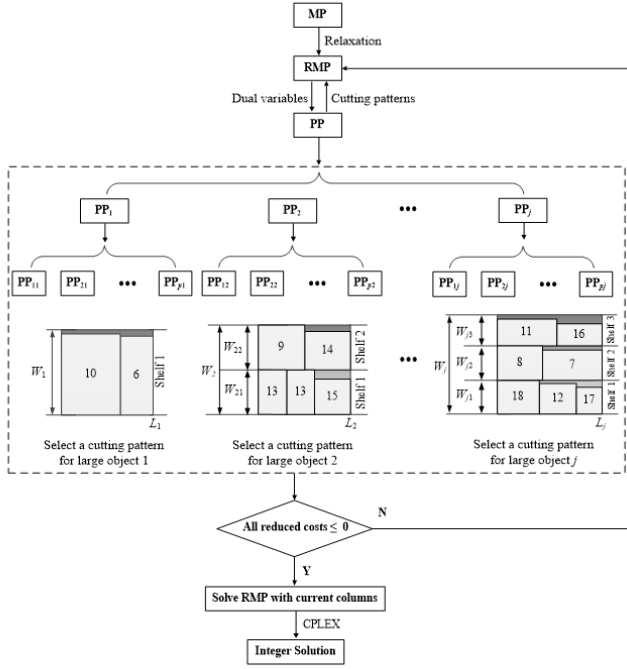 MP
Relaxation
RMP
Dual variables Cutting patterns
PP
PP1 PP2 ••• PPj
PP11 PP21 ••• PPp1 PP12 PP22 ••• PPp2 PP1j PP2j ••• PPpj
W1 10 6 Shelf 1 L1
W2 W22 9 14 Shelf 2
W21 13 13 15 Shelf 1 L2
•••
Wj Wj3 11 16 Shelf 3
Wj2 8 7 Shelf 2
Wj1 18 12 17 Shelf 1 Lj
Select a cutting pattern
for large object 1
Select a cutting pattern
for large object 2
Select a cutting pattern
for large object j
All reduced costs ≤ 0
N
Y
Solve RMP with current columns
CPLEX
Integer Solution